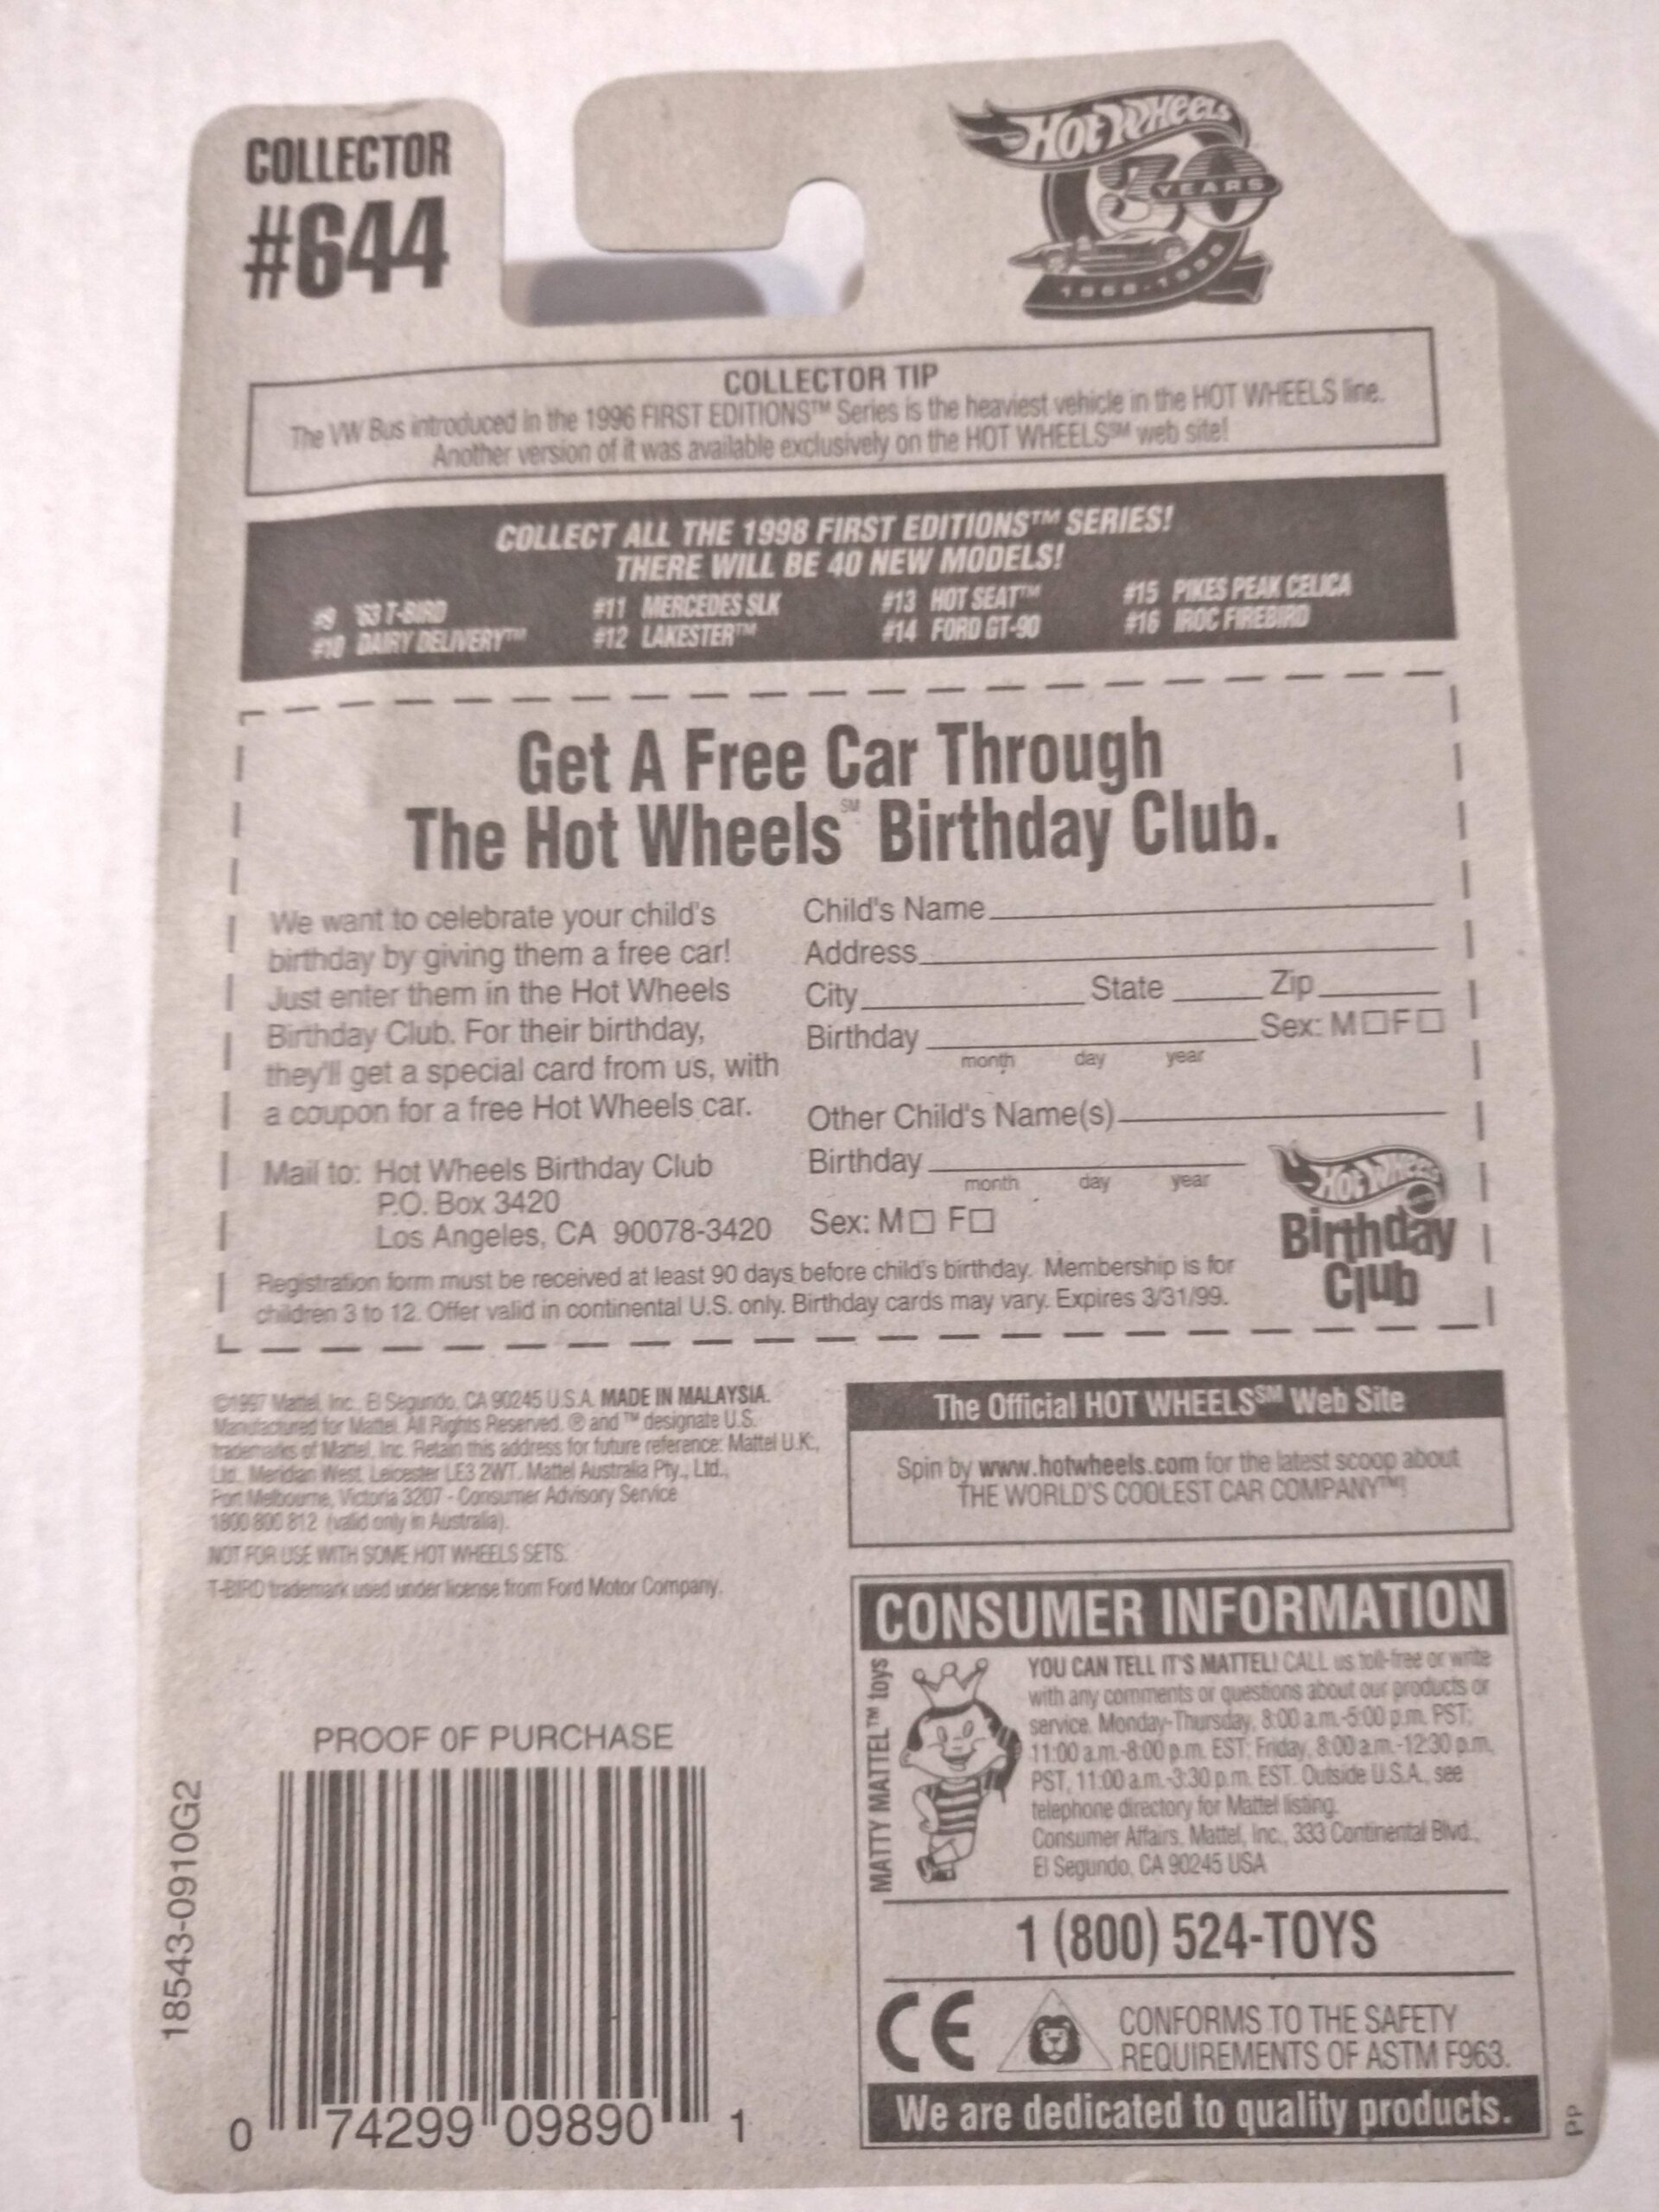 COLLECTOR
#644
HOT WHEELS
30
YEARS
1968-1998
COLLECTOR TIP
The VW Bus introduced in the 1996 FIRST EDITIONS™ Series is the heaviest vehicle in the HOT WHEELS line.
Another version of it was available exclusively on the HOT WHEELS℠ web site!
COLLECT ALL THE 1998 FIRST EDITIONS™ SERIES!
THERE WILL BE 40 NEW MODELS!
#9 '63 T-BIRD #11 MERCEDES SLK #13 HOT SEAT™ #15 PIKES PEAK CELICA
#10 DAIRY DELIVERY™ #12 LAKESTER™ #14 FORD GT-90 #16 IROC FIREBIRD
Get A Free Car Through
The Hot Wheels℠ Birthday Club.
We want to celebrate your child's
birthday by giving them a free car!
Just enter them in the Hot Wheels
Birthday Club. For their birthday,
they'll get a special card from us, with
a coupon for a free Hot Wheels car.
Mail to: Hot Wheels Birthday Club
P.O. Box 3420
Los Angeles, CA 90078-3420
Child's Name
Address
City State Zip
Birthday Sex: M□F□
month day year
Other Child's Name(s)
Birthday
month day year
Sex: M□ F□
HOT WHEELS
Birthday
Club
Registration form must be received at least 90 days before child's birthday. Membership is for
children 3 to 12. Offer valid in continental U.S. only. Birthday cards may vary. Expires 3/31/99.
©1997 Mattel, Inc., El Segundo, CA 90245 U.S.A. MADE IN MALAYSIA.
Manufactured for Mattel. All Rights Reserved. ® and ™ designate U.S.
trademarks of Mattel, Inc. Retain this address for future reference: Mattel U.K.,
Ltd., Meridian West, Leicester LE3 2WT. Mattel Australia Pty., Ltd.,
Port Melbourne, Victoria 3207 - Consumer Advisory Service
1800 800 812 (valid only in Australia).
NOT FOR USE WITH SOME HOT WHEELS SETS.
T-BIRD trademark used under license from Ford Motor Company.
The Official HOT WHEELS℠ Web Site
Spin by www.hotwheels.com for the latest scoop about
THE WORLD'S COOLEST CAR COMPANY™!
CONSUMER INFORMATION
MATTY MATTEL™ toys
YOU CAN TELL IT'S MATTEL! CALL us toll-free or write
with any comments or questions about our products or
service, Monday-Thursday, 8:00 a.m.-5:00 p.m. PST;
11:00 a.m.-8:00 p.m. EST; Friday, 8:00 a.m.-12:30 p.m.
PST, 11:00 a.m.-3:30 p.m. EST. Outside U.S.A., see
telephone directory for Mattel listing.
Consumer Affairs, Mattel, Inc., 333 Continental Blvd.,
El Segundo, CA 90245 USA
1 (800) 524-TOYS
CE
CONFORMS TO THE SAFETY
REQUIREMENTS OF ASTM F963.
We are dedicated to quality products.
PP
PROOF OF PURCHASE
18543-0910G2
0 74299 09890 1